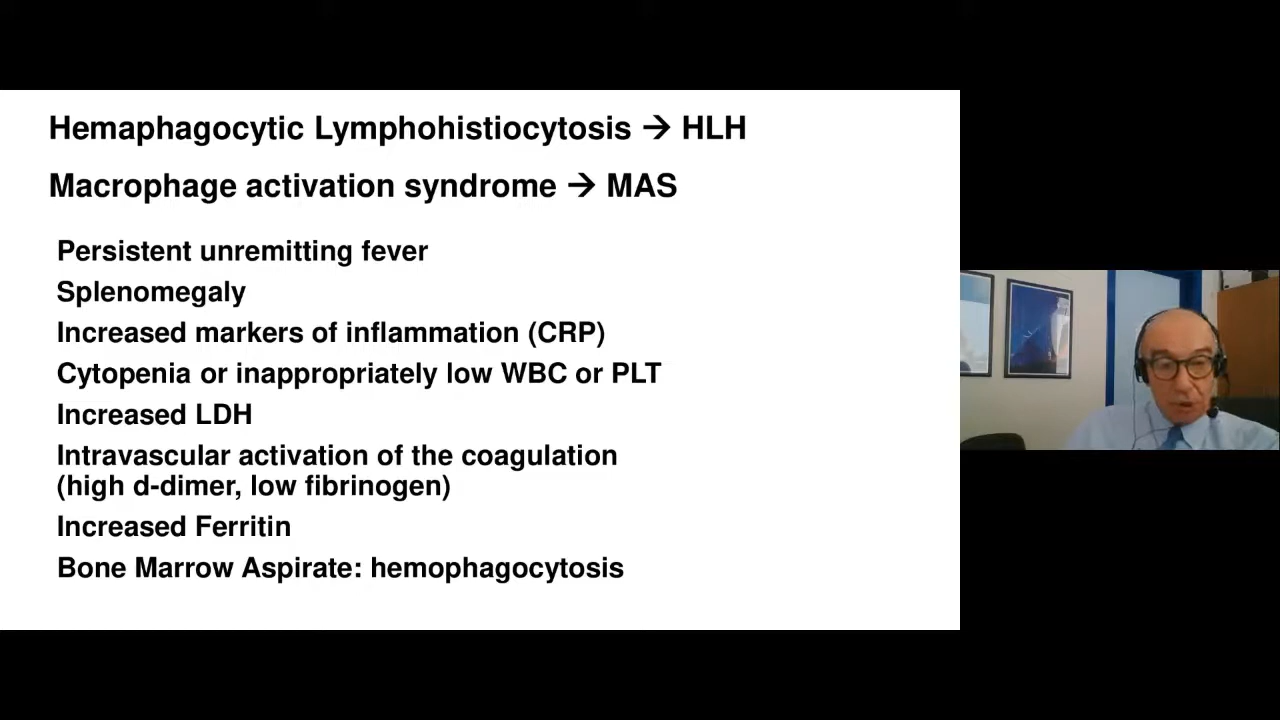 Hemaphagocytic Lymphohistiocytosis → HLH
Macrophage activation syndrome → MAS
Persistent unremitting fever
Splenomegaly
Increased markers of inflammation (CRP)
Cytopenia or inappropriately low WBC or PLT
Increased LDH
Intravascular activation of the coagulation
(high d-dimer, low fibrinogen)
Increased Ferritin
Bone Marrow Aspirate: hemophagocytosis